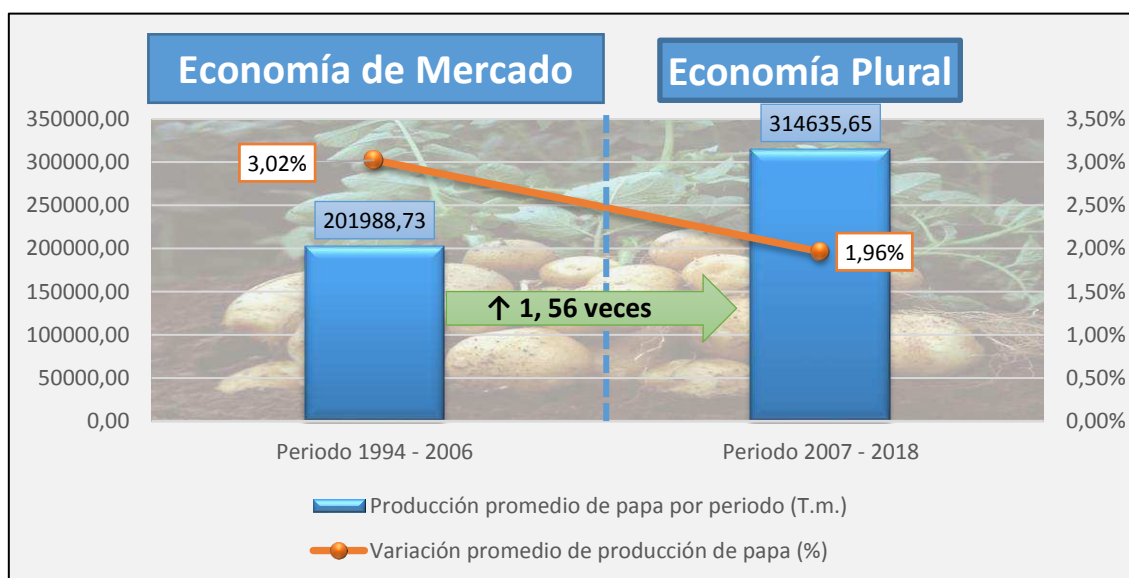 Economía de Mercado
Economía Plural
350000,00
300000,00
250000,00
200000,00
150000,00
100000,00
50000,00
0,00
3,02%
201988,73
314635,65
1,96%
↑ 1, 56 veces
3,50%
3,00%
2,50%
2,00%
1,50%
1,00%
0,50%
0,00%
Periodo 1994 - 2006
Periodo 2007 - 2018
Producción promedio de papa por periodo (T.m.)
Variación promedio de producción de papa (%)